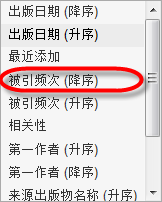 出版日期 (降序)
出版日期 (升序)
最近添加
被引频次 (降序)
被引频次 (升序)
相关性
第一作者 (升序)
第一作者 (降序)
来源出版物名称 (升序)